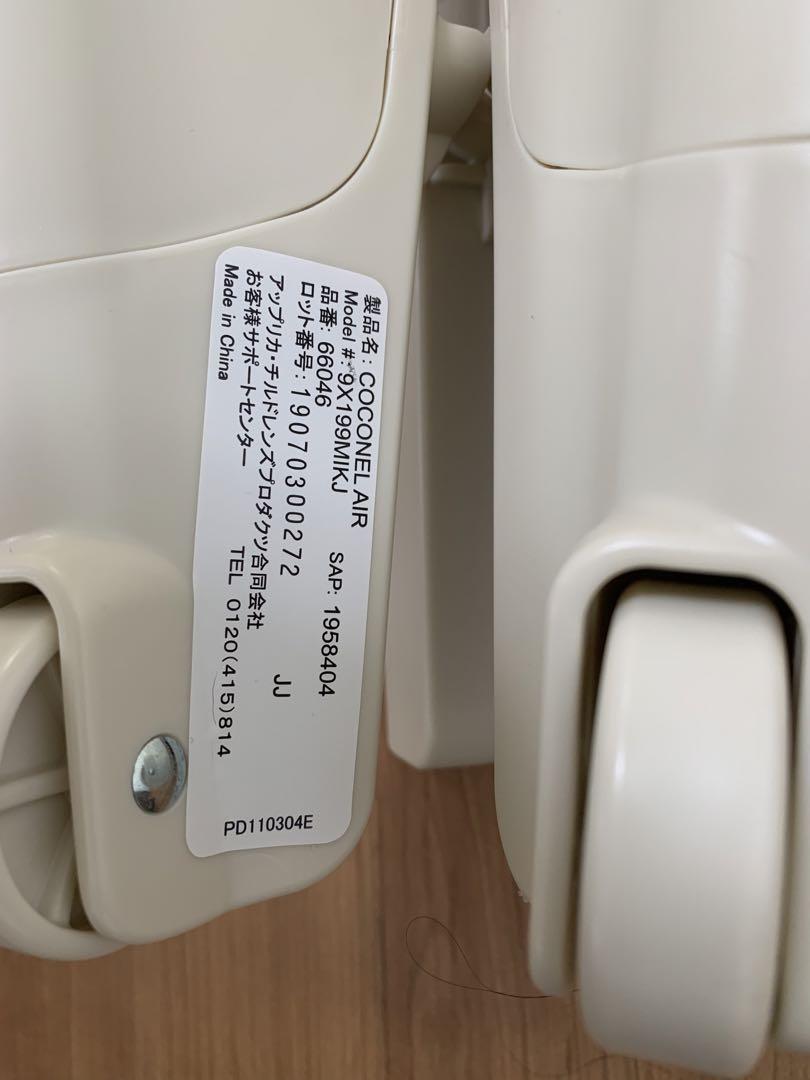 製品名: COCONEL AIR
Model #: 9X199MIKJ SAP: 1958404
品番: 66046
ロット番号: 19070300272 JJ
アップリカ・チルドレンズプロダクツ合同会社
お客様サポートセンター TEL 0120(415)814
Made in China
PD110304E